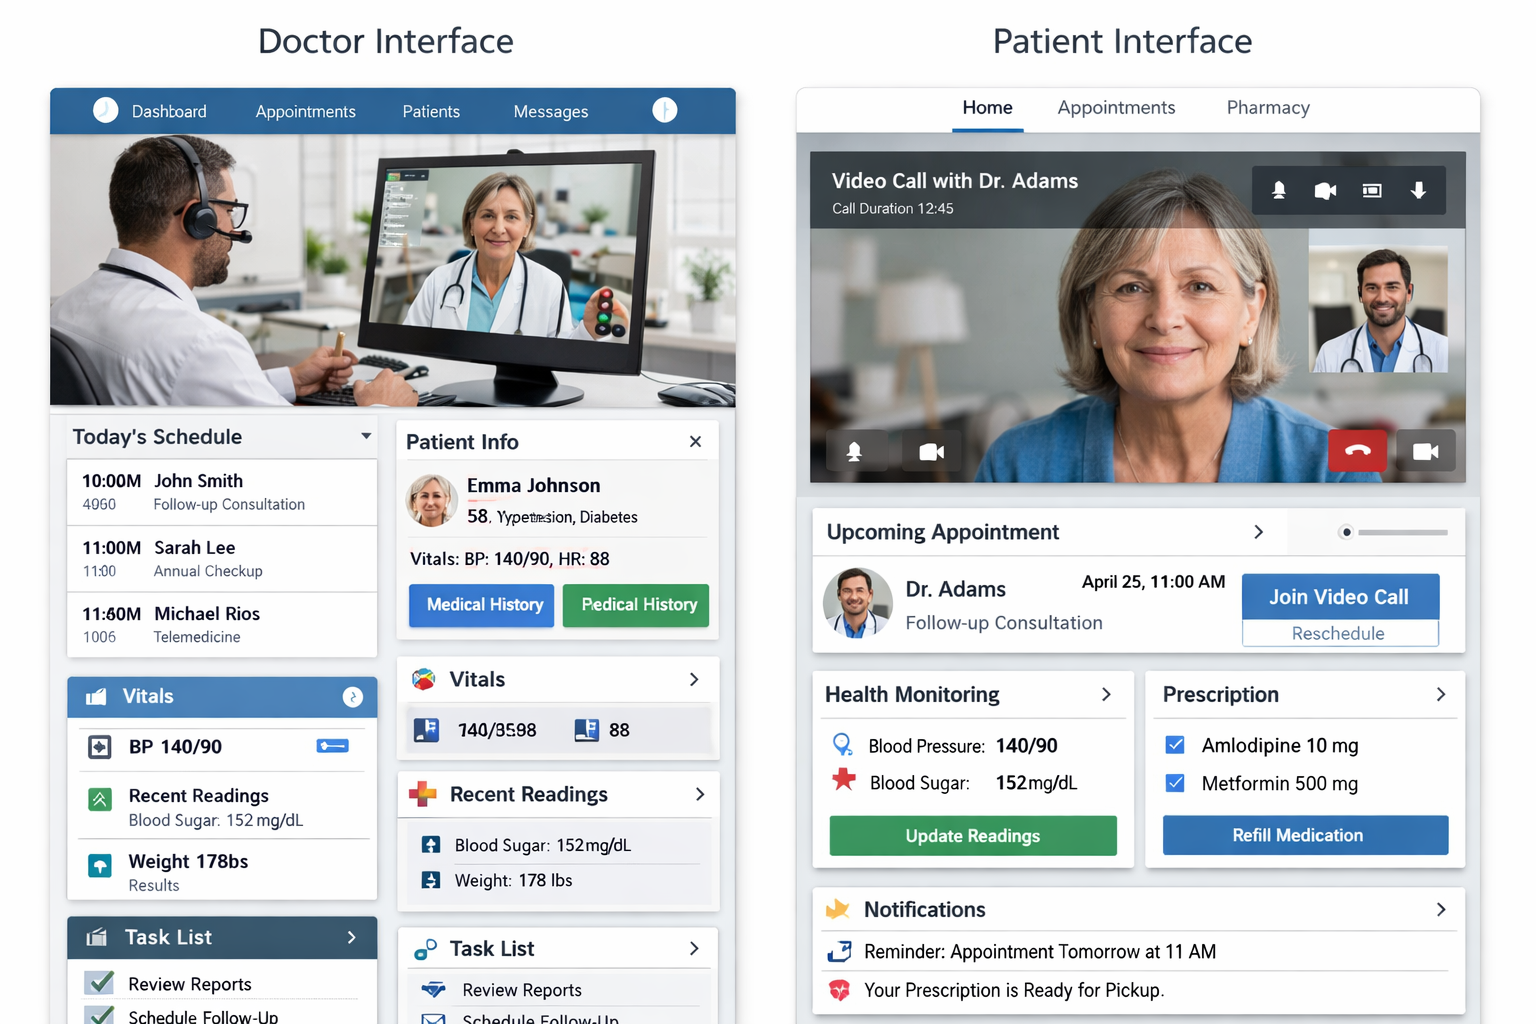 Doctor Interface
Dashboard Appointments Patients Messages
Today's Schedule
10:00M John Smith
4060 Follow-up Consultation
11:00M Sarah Lee
11:00 Annual Checkup
Michael Rios
1006 Telemedicine
Vitals
BP 140/90
Recent Readings
Blood Sugar: 152 mg/dL
Weight 178bs
Results
Task List
Review Reports
Schedule Follow-Up
Patient Info
Emma Johnson
58, Diabetes
Vitals: BP: 140/90, HR: 88
Medical History Pedical History
Vitals
88
Recent Readings
Blood Sugar: 152mg/dL
Weight: 178 lbs
Task List
Review Reports
Schedule Follow-Up
Patient Interface
Home Appointments Pharmacy
Video Call with Dr. Adams
Call Duration 12:45
Upcoming Appointment
Dr. Adams April 25, 11:00 AM
Follow-up Consultation
Join Video Call
Reschedule
Health Monitoring
Blood Pressure: 140/90
Blood Sugar: 152mg/dL
Update Readings
Prescription
Amlodipine 10 mg
Metformin 500 mg
Refill Medication
Notifications
Reminder: Appointment Tomorrow at 11 AM
Your Prescription is Ready for Pickup.